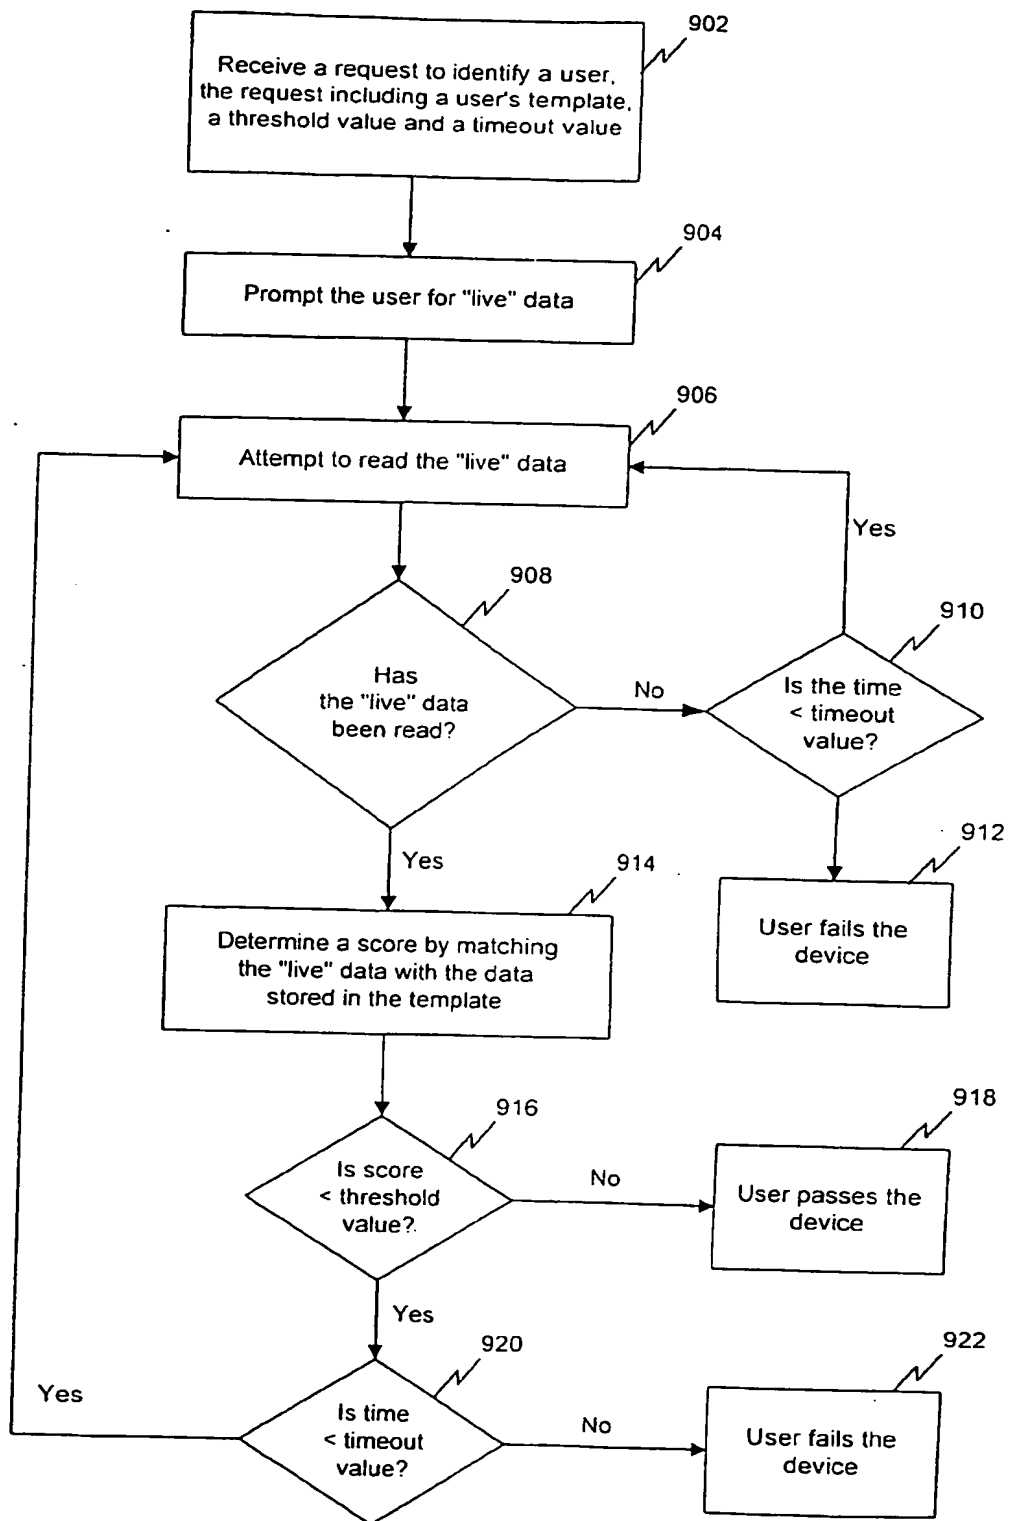 902
Receive a request to identify a user,
the request including a user's template,
a threshold value and a timeout value
904
Prompt the user for "live" data
906
Attempt to read the "live" data
Yes
908
910
Has
the "live" data
been read?
No
Is the time
< timeout
value?
Yes
912
914
User fails the
device
Determine a score by matching
the "live" data with the data
stored in the template
916
918
Is score
< threshold
value?
No
User passes the
device
Yes
920
922
Yes
Is time
< timeout
value?
No
User fails the
device